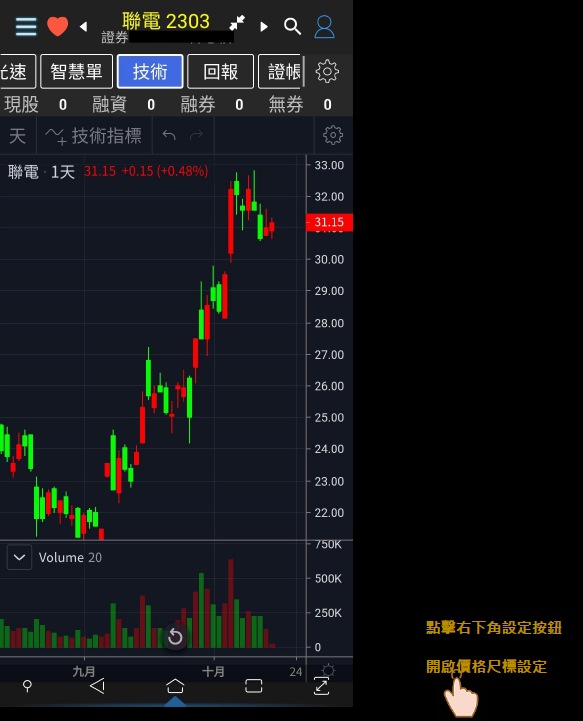 聯電 2303
證券
光速 智慧單 技術 回報 證帳
現股 0 融資 0 融券 0 無券 0
天 技術指標
聯電 · 1天 31.15 +0.15 (+0.48%)
33.00
32.00
31.15
30.00
29.00
28.00
27.00
26.00
25.00
24.00
23.00
22.00
750K
Volume 20
500K
250K
0
九月 十月 24
點擊右下角設定按鈕
開啟價格尺標設定